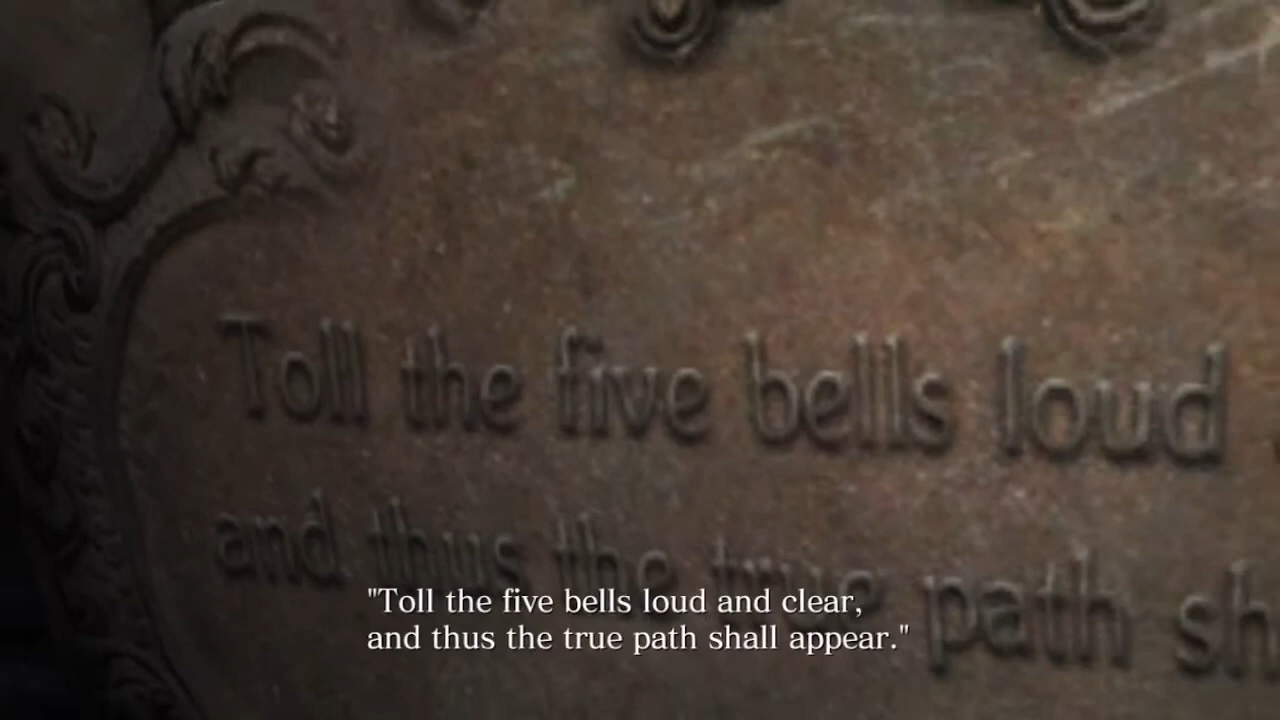 Toll the five bells loud
and thus the true path sh
"Toll the five bells loud and clear,
and thus the true path shall appear."